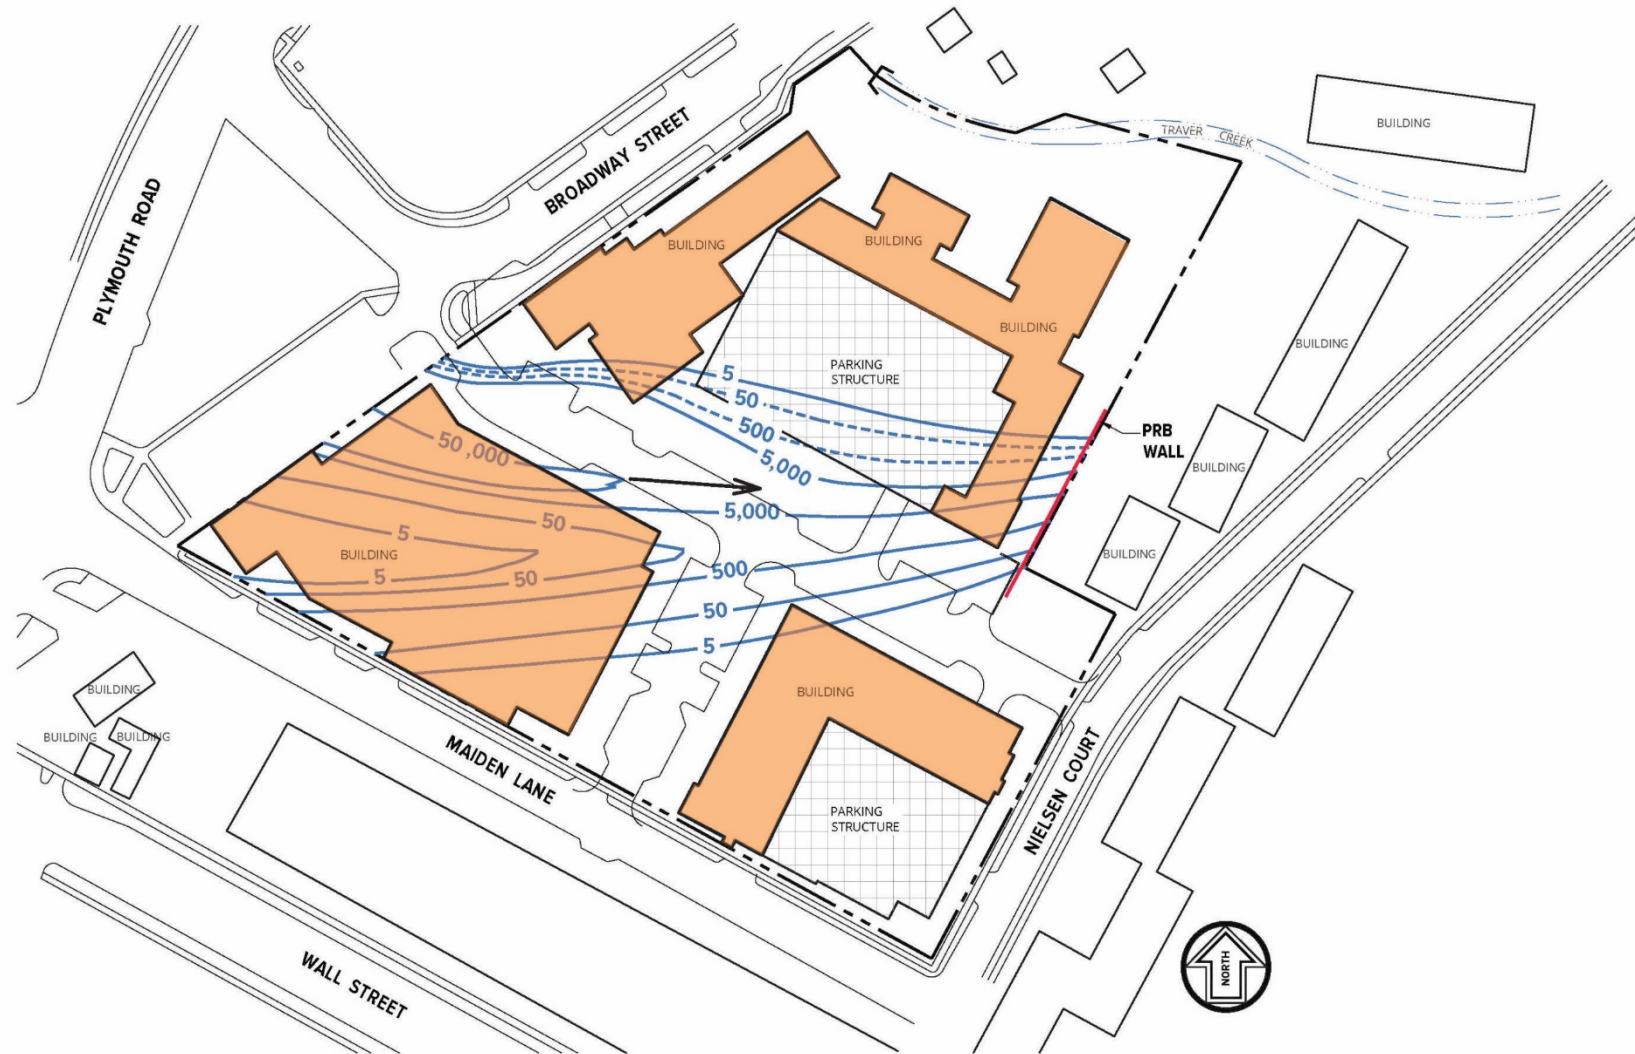 BUILDING
TRAVER CREEK
BROADWAY STREET
PLYMOUTH ROAD
BUILDING
BUILDING
BUILDING
BUILDING
PARKING
STRUCTURE
5
50
500
5,000
PRB
WALL
50,000
BUILDING
5,000
50
5
BUILDING
BUILDING
5
50
500
50
5
BUILDING
BUILDING
BUILDING
BUILDING
MAIDEN LANE
NIELSEN COURT
PARKING
STRUCTURE
WALL STREET
NORTH